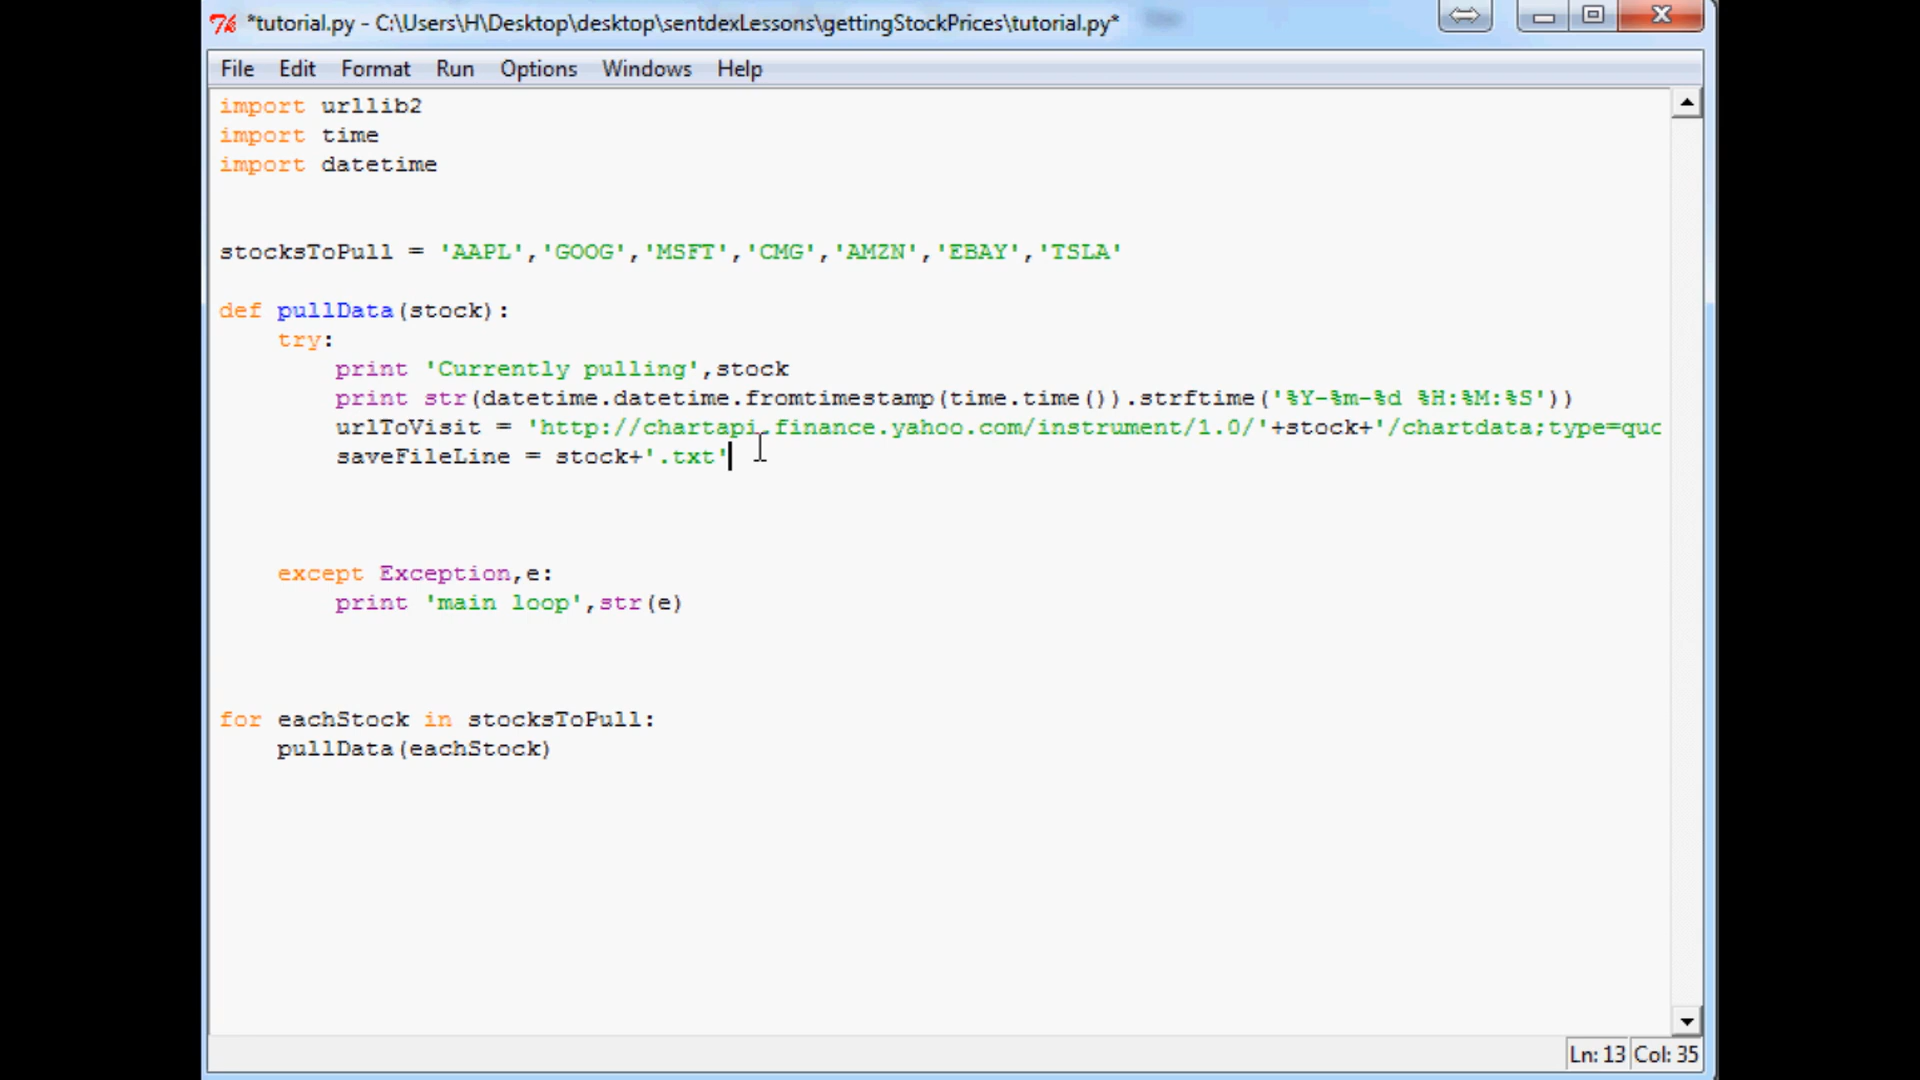 *tutorial.py - C:\Users\H\Desktop\desktop\sentdexLessons\gettingStockPrices\tutorial.py*
File Edit Format Run Options Windows Help
import urllib2
import time
import datetime
stocksToPull = 'AAPL','GOOG','MSFT','CMG','AMZN','EBAY','TSLA'
def pullData(stock):
    try:
        print 'Currently pulling',stock
        print str(datetime.datetime.fromtimestamp(time.time()).strftime('%Y-%m-%d %H:%M:%S'))
        urlToVisit = 'http://chartapi.finance.yahoo.com/instrument/1.0/'+stock+'/chartdata;type=quo
        saveFileLine = stock+'.txt'
    except Exception,e:
        print 'main loop',str(e)
for eachStock in stocksToPull:
    pullData(eachStock)
Ln: 13 Col: 35